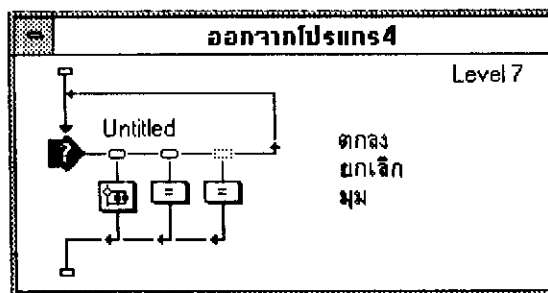 ออกจากโปรแกร4
Level 7
Untitled
ตกลง
ยกเลิก
มุม
?
=
=